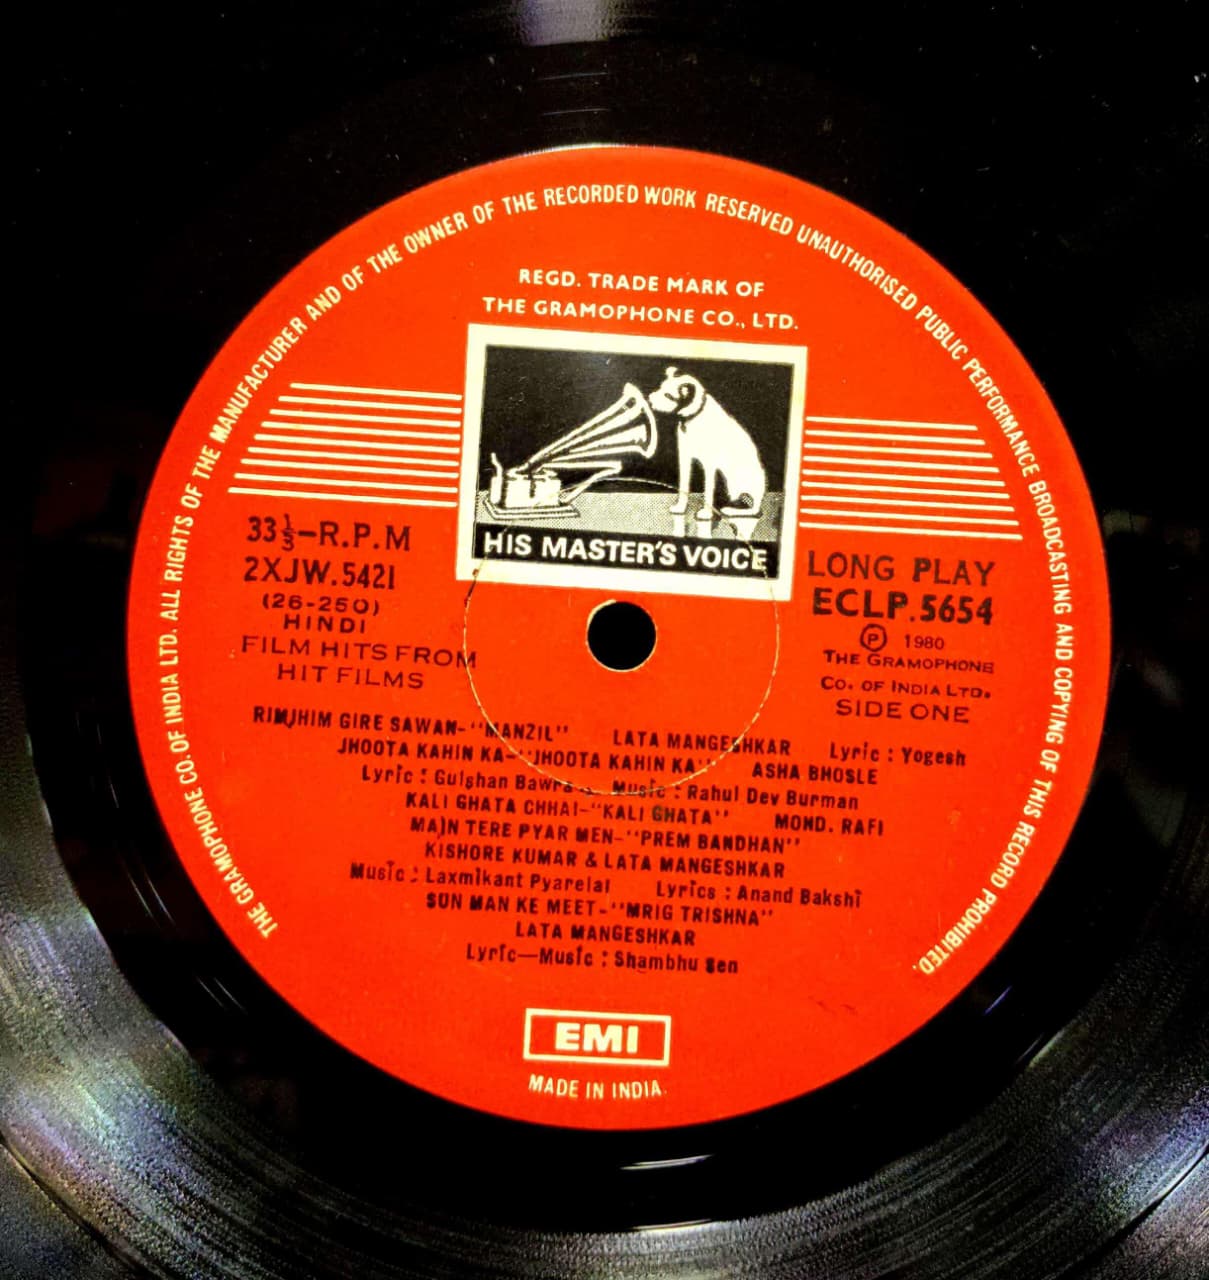 THE GRAMOPHONE CO. OF INDIA LTD. ALL RIGHTS OF THE MANUFACTURER AND OF THE OWNER OF THE RECORDED WORK RESERVED UNAUTHORISED PUBLIC PERFORMANCE BROADCASTING AND COPYING OF THIS RECORD PROHIBITED.
REGD. TRADE MARK OF
THE GRAMOPHONE CO., LTD.
HIS MASTER'S VOICE
33⅓-R.P.M
2XJW.5421
(26-250)
HINDI
FILM HITS FROM
HIT FILMS
LONG PLAY
ECLP.5654
Ⓟ 1980
THE GRAMOPHONE
CO. OF INDIA LTD.
SIDE ONE
RIMJHIM GIRE SAWAN-"MANZIL" LATA MANGESHKAR Lyric : Yogesh
JHOOTA KAHIN KA-"JHOOTA KAHIN KA" ASHA BHOSLE
Lyric : Gulshan Bawra Music : Rahul Dev Burman
KALI GHATA CHHAI-"KALI GHATA" MOHD. RAFI
MAIN TERE PYAR MEN-"PREM BANDHAN"
KISHORE KUMAR & LATA MANGESHKAR
Music : Laxmikant Pyarelal Lyrics : Anand Bakshi
SUN MAN KE MEET-"MRIG TRISHNA"
LATA MANGESHKAR
Lyric—Music : Shambhu Sen
EMI
MADE IN INDIA.